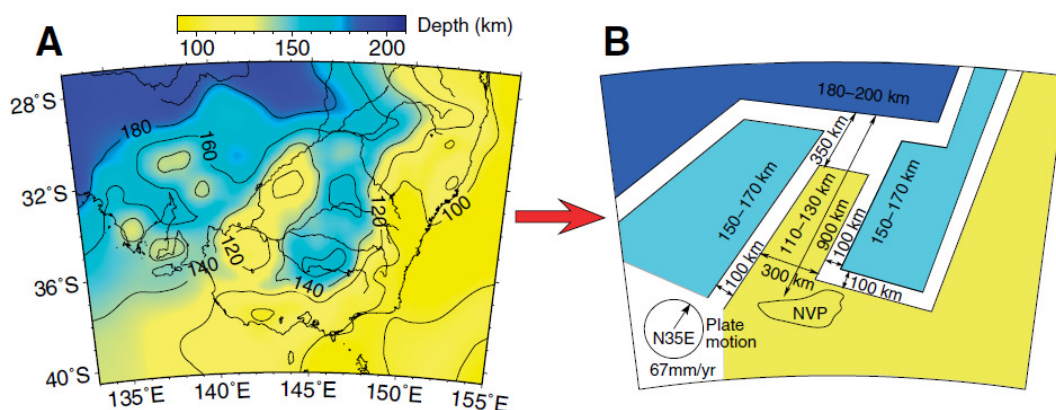 A
Depth (km)
100
150
200
28˚S
32˚S
36˚S
40˚S
135˚E
140˚E
145˚E
150˚E
155˚E
180
160
140
120
140
120
100
B
180–200 km
350 km
150–170 km
110–130 km
900 km
150–170 km
100 km
300 km
100 km
100 km
NVP
N35E
Plate
motion
67mm/yr